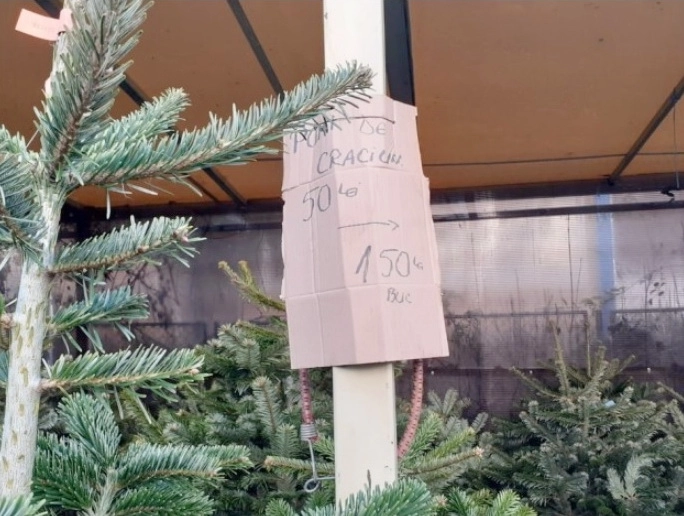 POM DE
CRACIUN
50 lei
150 lei
BUC